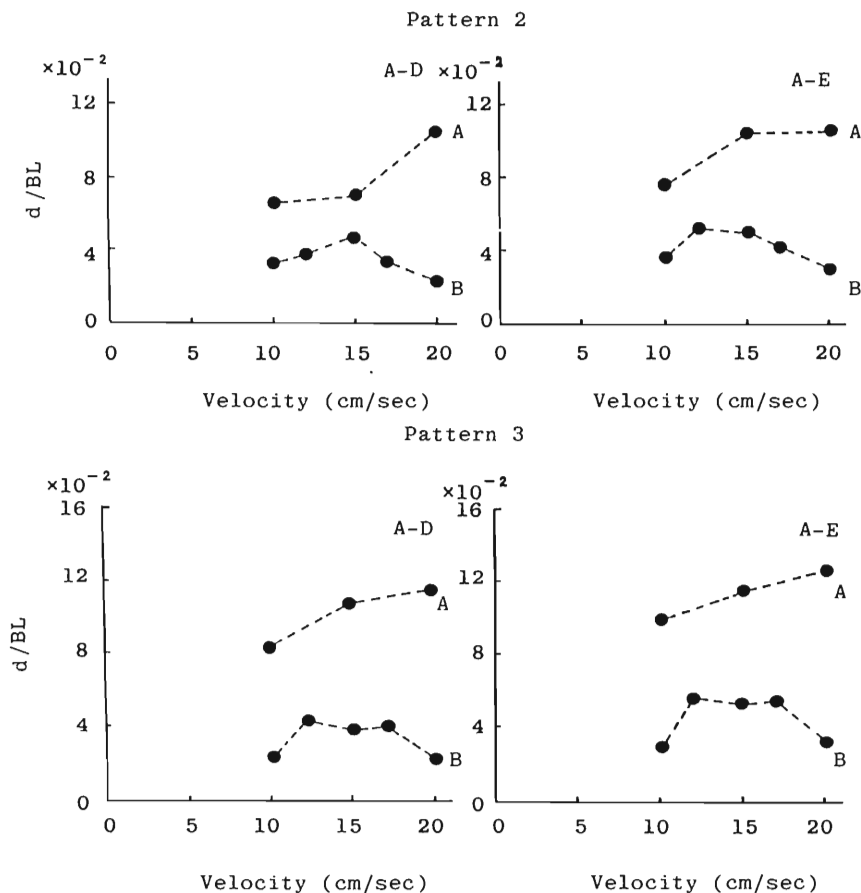 Pattern 2
×10⁻² A-D ×10⁻² A-E
12 A 12 A
8 8
d/BL
4 4
B B
0 0
0 5 10 15 20 0 5 10 15 20
Velocity (cm/sec) Velocity (cm/sec)
Pattern 3
×10⁻² ×10⁻²
16 16
A-D A-E
12 12
A A
8 8
d/BL
4 4
B B
0 0
0 5 10 15 20 0 5 10 15 20
Velocity (cm/sec) Velocity (cm/sec)